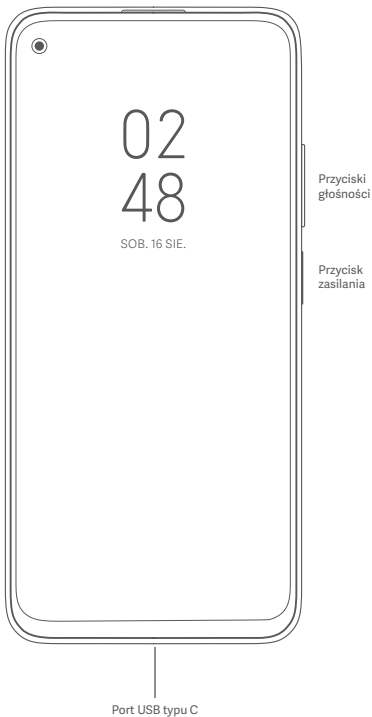 02
48
SOB. 16 SIE.
Przyciski
głośności
Przycisk
zasilania
Port USB typu C